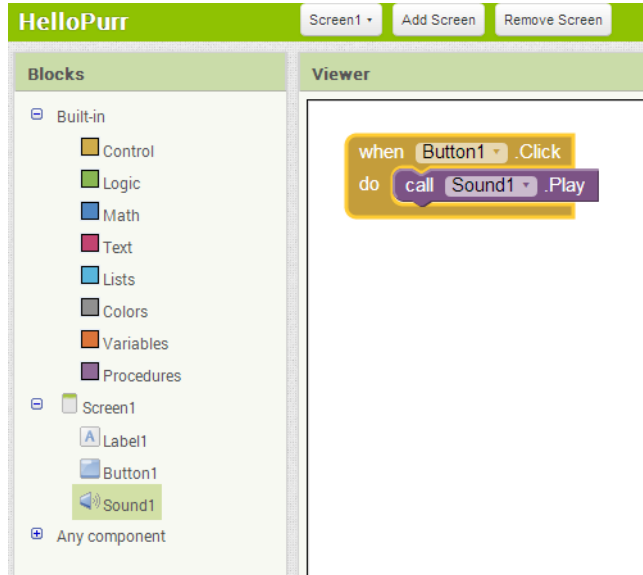 HelloPurr
Screen1
Add Screen
Remove Screen
Blocks
Viewer
Built-in
Control
Logic
Math
Text
Lists
Colors
Variables
Procedures
Screen1
A Label1
Button1
Sound1
Any component
when Button1 .Click
do call Sound1 .Play